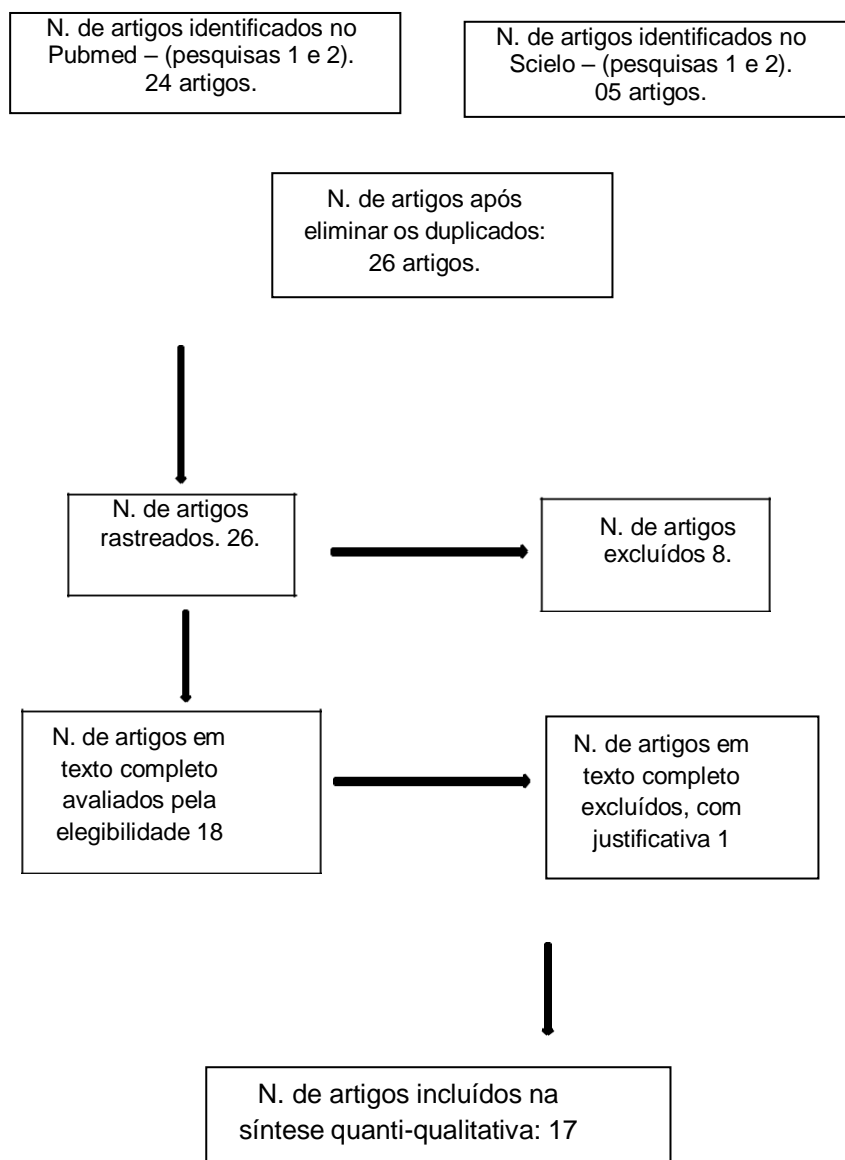 N. de artigos identificados no
Pubmed – (pesquisas 1 e 2).
24 artigos.
N. de artigos identificados no
Scielo – (pesquisas 1 e 2).
05 artigos.
N. de artigos após
eliminar os duplicados:
26 artigos.
N. de artigos
rastreados. 26.
N. de artigos
excluídos 8.
N. de artigos em
texto completo
avaliados pela
elegibilidade 18
N. de artigos em
texto completo
excluídos, com
justificativa 1
N. de artigos incluídos na
síntese quanti-qualitativa: 17